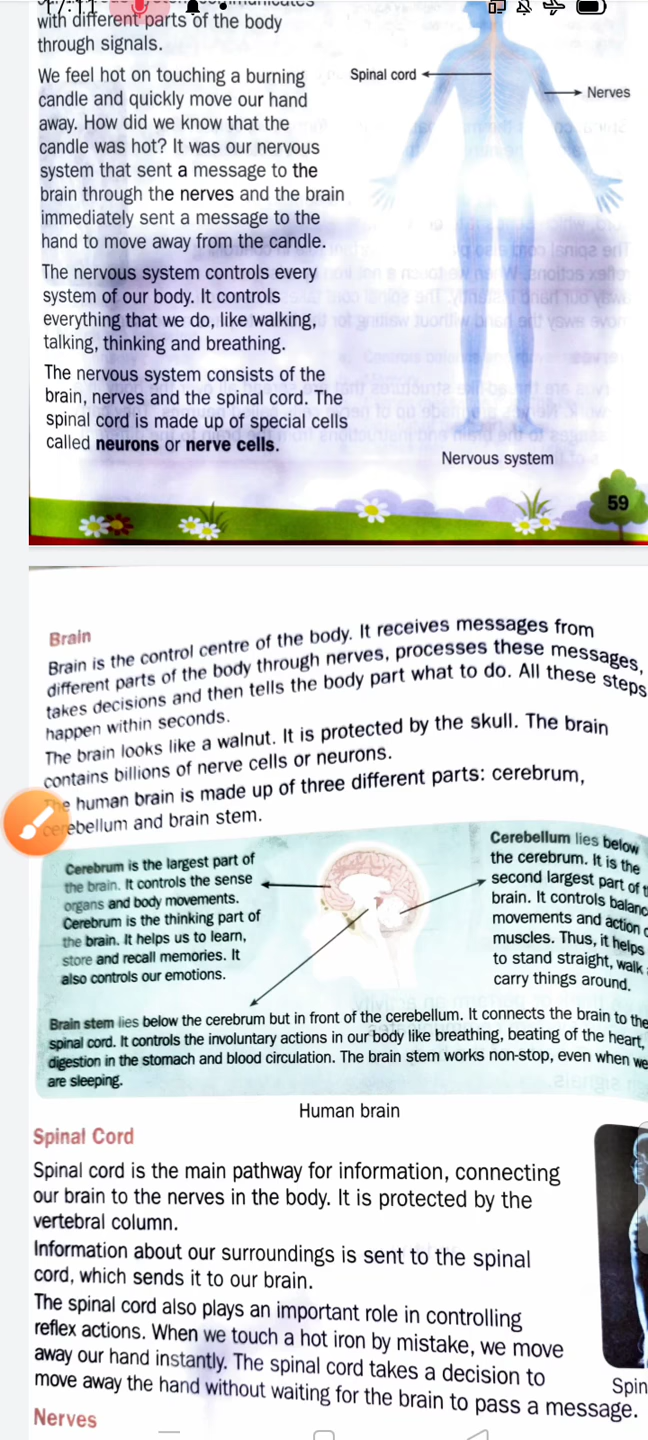 17:11
with different parts of the body
through signals.
We feel hot on touching a burning
candle and quickly move our hand
away. How did we know that the
candle was hot? It was our nervous
system that sent a message to the
brain through the nerves and the brain
immediately sent a message to the
hand to move away from the candle.
The nervous system controls every
system of our body. It controls
everything that we do, like walking,
talking, thinking and breathing.
The nervous system consists of the
brain, nerves and the spinal cord. The
spinal cord is made up of special cells
called neurons or nerve cells.
Spinal cord
Nerves
Nervous system
59
Brain
Brain is the control centre of the body. It receives messages from
different parts of the body through nerves, processes these messages,
takes decisions and then tells the body part what to do. All these steps
happen within seconds.
The brain looks like a walnut. It is protected by the skull. The brain
contains billions of nerve cells or neurons.
The human brain is made up of three different parts: cerebrum,
cerebellum and brain stem.
Cerebrum is the largest part of
the brain. It controls the sense
organs and body movements.
Cerebrum is the thinking part of
the brain. It helps us to learn,
store and recall memories. It
also controls our emotions.
Cerebellum lies below
the cerebrum. It is the
second largest part of
brain. It controls
movements and action
muscles. Thus, it helps
to stand straight, walk
carry things around.
Brain stem lies below the cerebrum but in front of the cerebellum. It connects the brain to the
spinal cord. It controls the involuntary actions in our body like breathing, beating of the heart,
digestion in the stomach and blood circulation. The brain stem works non-stop, even when we
are sleeping.
Human brain
Spinal Cord
Spinal cord is the main pathway for information, connecting
our brain to the nerves in the body. It is protected by the
vertebral column.
Information about our surroundings is sent to the spinal
cord, which sends it to our brain.
The spinal cord also plays an important role in controlling
reflex actions. When we touch a hot iron by mistake, we move
away our hand instantly. The spinal cord takes a decision to
move away the hand without waiting for the brain to pass a message.
Spin
Nerves